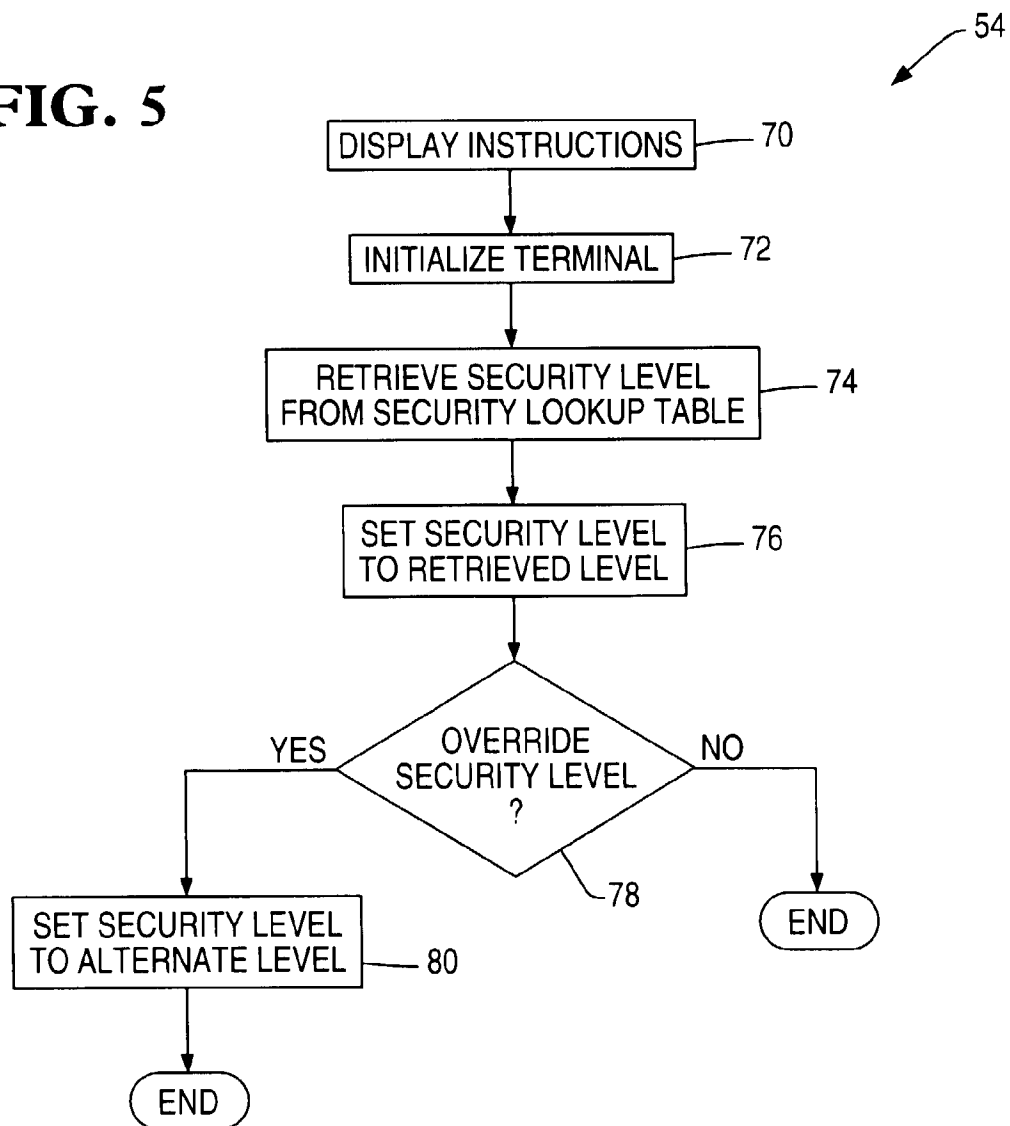 54
FIG. 5
DISPLAY INSTRUCTIONS
70
INITIALIZE TERMINAL
72
RETRIEVE SECURITY LEVEL
FROM SECURITY LOOKUP TABLE
74
SET SECURITY LEVEL
TO RETRIEVED LEVEL
76
OVERRIDE
SECURITY LEVEL
?
YES
NO
78
SET SECURITY LEVEL
TO ALTERNATE LEVEL
80
END
END